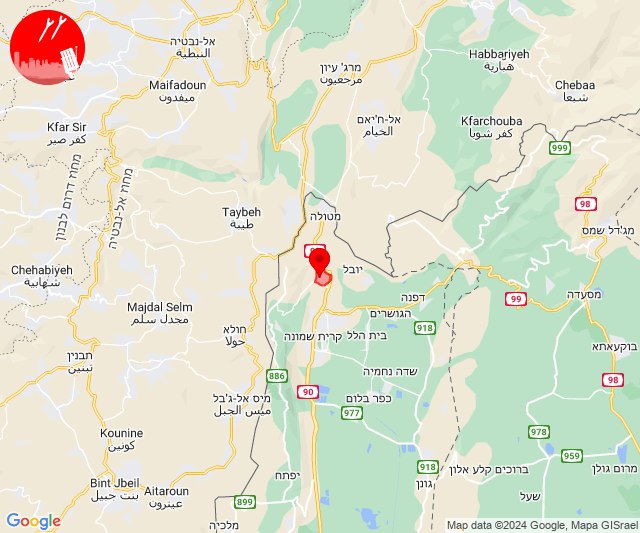 אל-נבטיה
النبطية
Maifadoun
ميفدون
מרג' עיון
مرجعيون
Habbariyeh
هبارية
Chebaa
شبعا
אל-ח'יאם
الخيام
Kfarchouba
كفر شوبا
Kfar Sir
كفر صير
999
98
מחוז דרום לבנון
מחוז אל-נבטיה
Taybeh
طيبة
מטולה
מג'דל שמס
90
Chehabiyeh
شهابية
יובל
99
מסעדה
Majdal Selm
مجدل سلم
דפנה
הגושרים
918
חולא
حولا
קרית שמונה
בית הלל
בוקעאתא
תבנין
تبنين
886
שדה נחמיה
98
90
מיס אל-ג'בל
ميس الجبل
כפר בלום
977
Kounine
كونين
978
959
Bint Jbeil
بنت جبيل
Aitaroun
عيترون
יפתח
918
גונן
ברוכים קלע אלון
מרום גולן
899
שעל
מלכיה
Google
Map data ©2024 Google, Mapa GISrael